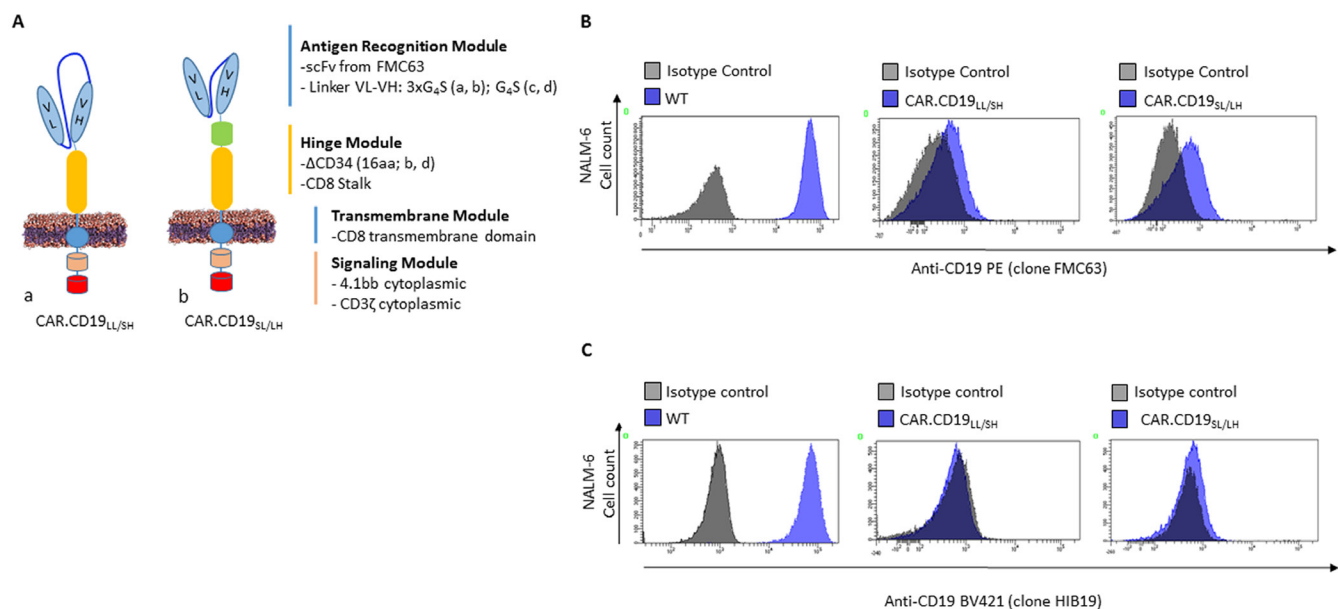 A
V
L
V
H
a
CAR.CD19LL/SH
V
L
V
H
b
CAR.CD19SL/LH
Antigen Recognition Module
-scFv from FMC63
- Linker VL-VH: 3xG4S (a, b); G4S (c, d)
Hinge Module
-ΔCD34 (16aa; b, d)
-CD8 Stalk
Transmembrane Module
-CD8 transmembrane domain
Signaling Module
- 4.1bb cytoplasmic
- CD3ζ cytoplasmic
B
Isotype Control
WT
Isotype Control
CAR.CD19LL/SH
Isotype Control
CAR.CD19SL/LH
NALM-6
Cell count
Anti-CD19 PE (clone FMC63)
C
Isotype control
WT
Isotype control
CAR.CD19LL/SH
Isotype control
CAR.CD19SL/LH
NALM-6
Cell count
Anti-CD19 BV421 (clone HIB19)